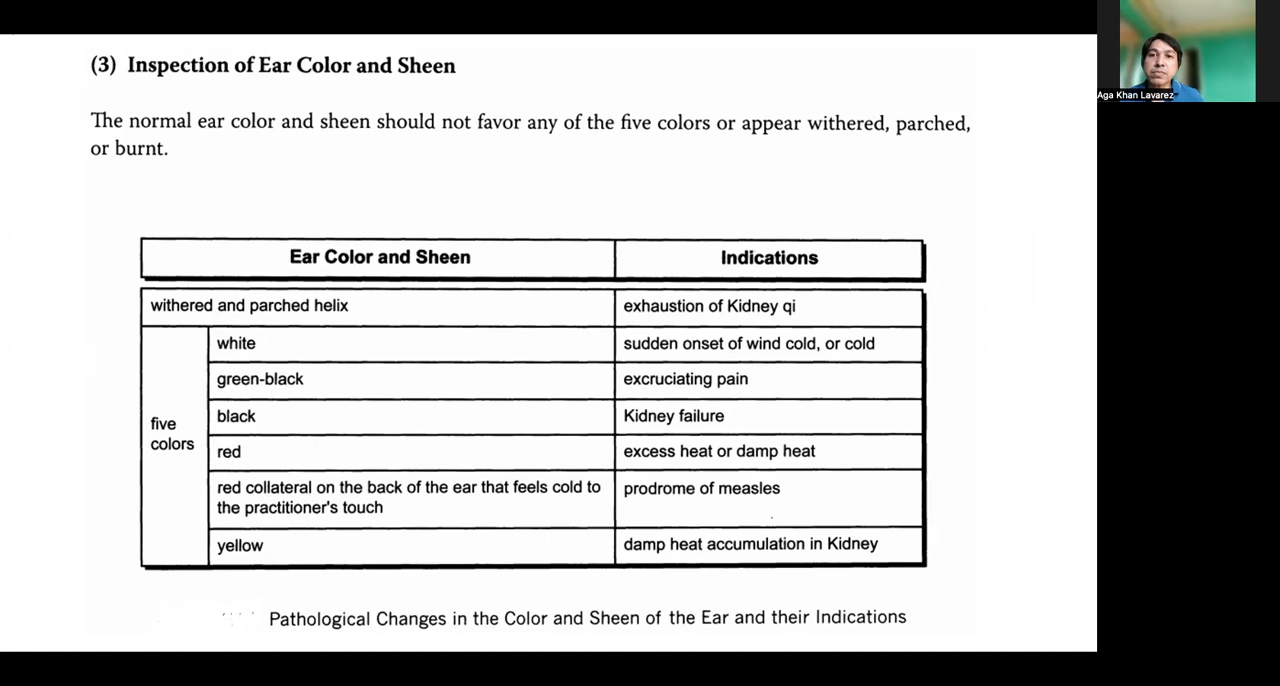 (3) Inspection of Ear Color and Sheen
The normal ear color and sheen should not favor any of the five colors or appear withered, parched,
or burnt.
Aga Khan Lavarez
Ear Color and Sheen
Indications
withered and parched helix
exhaustion of Kidney qi
five
colors
white
sudden onset of wind cold, or cold
green-black
excruciating pain
black
Kidney failure
red
excess heat or damp heat
red collateral on the back of the ear that feels cold to
the practitioner's touch
prodrome of measles
yellow
damp heat accumulation in Kidney
Pathological Changes in the Color and Sheen of the Ear and their Indications